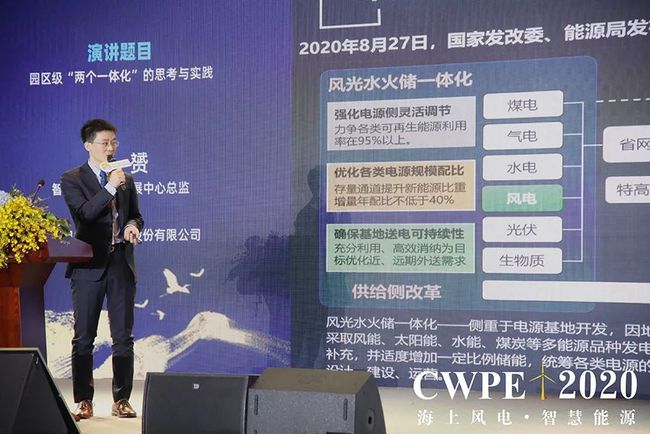 演讲题目
园区级“两个一体化”的思考与实践
赟
智
展中心总监
份有限公司
2020年8月27日，国家发改委、能源局发布
风光水火储一体化
强化电源侧灵活调节
力争各类可再生能源利用
率在95%以上。
优化各类电源规模配比
存量通道提升新能源比重
增量年配比不低于40%
确保基地送电可持续性
充分利用、高效消纳为目
标优化近、远期外送需求
供给侧改革
煤电
气电
水电
风电
光伏
生物质
省网
特高
风光水火储一体化——侧重于电源基地开发，因地
采取风能、太阳能、水能、煤炭等多能源品种发电
补充，并适度增加一定比例储能，统筹各类电源的
设计、建设、运营
CWPE 2020
海上风电·智慧能源